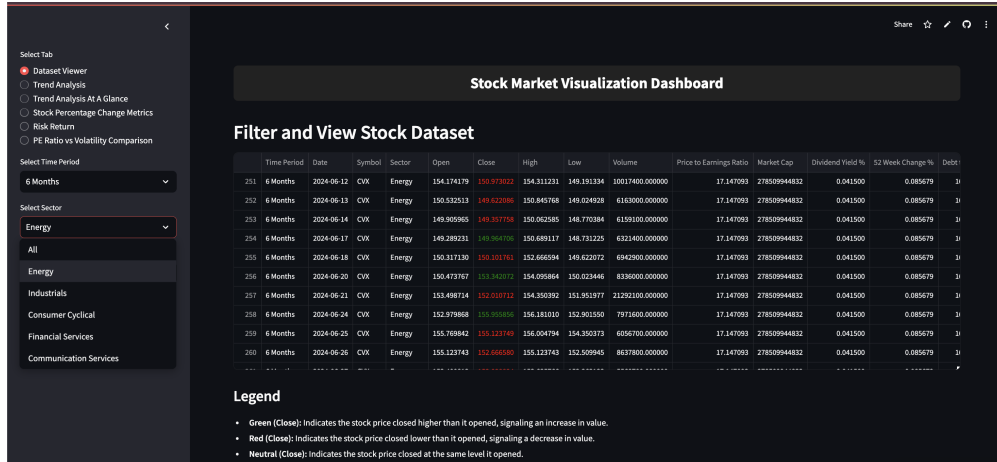 Share
Select Tab
Dataset Viewer
Trend Analysis
Trend Analysis At A Glance
Stock Percentage Change Metrics
Risk Return
PE Ratio vs Volatility Comparison
Select Time Period
6 Months
Select Sector
Energy
All
Energy
Industrials
Consumer Cyclical
Financial Services
Communication Services
Stock Market Visualization Dashboard
Filter and View Stock Dataset
Time Period Date Symbol Sector Open Close High Low Volume Price to Earnings Ratio Market Cap Dividend Yield % 52 Week Change % Debt
251 6 Months 2024-06-12 CVX Energy 154.174179 150.973022 154.311231 149.191334 10017400.000000 17.147093 278509944832 0.041500 0.085679
252 6 Months 2024-06-13 CVX Energy 150.532513 149.622086 150.845768 149.024928 6163000.000000 17.147093 278509944832 0.041500 0.085679
253 6 Months 2024-06-14 CVX Energy 149.905965 149.357758 150.062585 148.770384 6159100.000000 17.147093 278509944832 0.041500 0.085679
254 6 Months 2024-06-17 CVX Energy 149.289231 149.964706 150.689117 148.731225 6321400.000000 17.147093 278509944832 0.041500 0.085679
255 6 Months 2024-06-18 CVX Energy 150.317130 150.101761 152.666594 149.622072 6942900.000000 17.147093 278509944832 0.041500 0.085679
256 6 Months 2024-06-20 CVX Energy 150.473767 153.342072 154.095864 150.023446 8336000.000000 17.147093 278509944832 0.041500 0.085679
257 6 Months 2024-06-21 CVX Energy 153.498714 152.010712 154.350392 151.951977 21292100.000000 17.147093 278509944832 0.041500 0.085679
258 6 Months 2024-06-24 CVX Energy 152.979868 155.955856 156.181010 152.901550 7971600.000000 17.147093 278509944832 0.041500 0.085679
259 6 Months 2024-06-25 CVX Energy 155.769842 155.123749 156.004794 154.350373 6056700.000000 17.147093 278509944832 0.041500 0.085679
260 6 Months 2024-06-26 CVX Energy 155.123743 152.666580 155.123743 152.509945 8637800.000000 17.147093 278509944832 0.041500 0.085679
Legend
• Green (Close): Indicates the stock price closed higher than it opened, signaling an increase in value.
• Red (Close): Indicates the stock price closed lower than it opened, signaling a decrease in value.
• Neutral (Close): Indicates the stock price closed at the same level it opened.